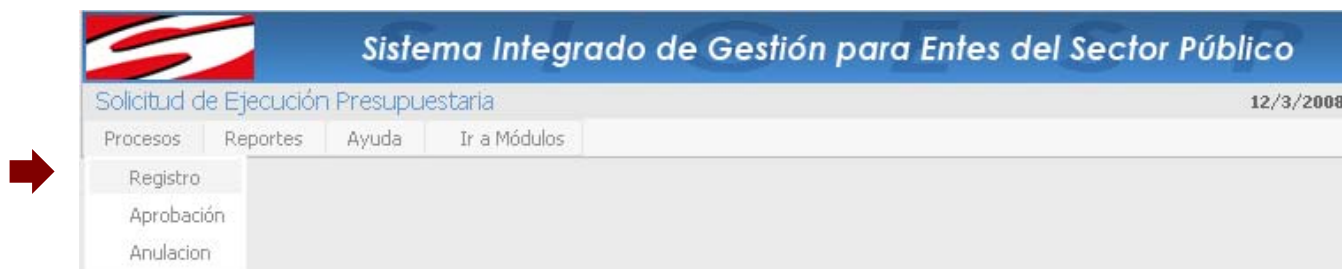 S I G E S P
Sistema Integrado de Gestión para Entes del Sector Público
Solicitud de Ejecución Presupuestaria 12/3/2008
Procesos Reportes Ayuda Ir a Módulos
Registro
Aprobación
Anulacion